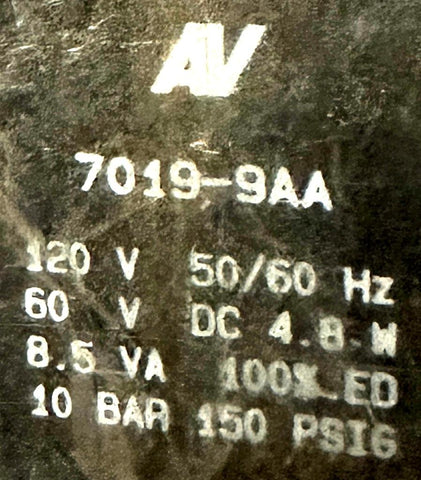 AV
7019-9AA
120 V 50/60 Hz
60 V DC 4.8 W
8.5 VA 100% ED
10 BAR 150 PSIG